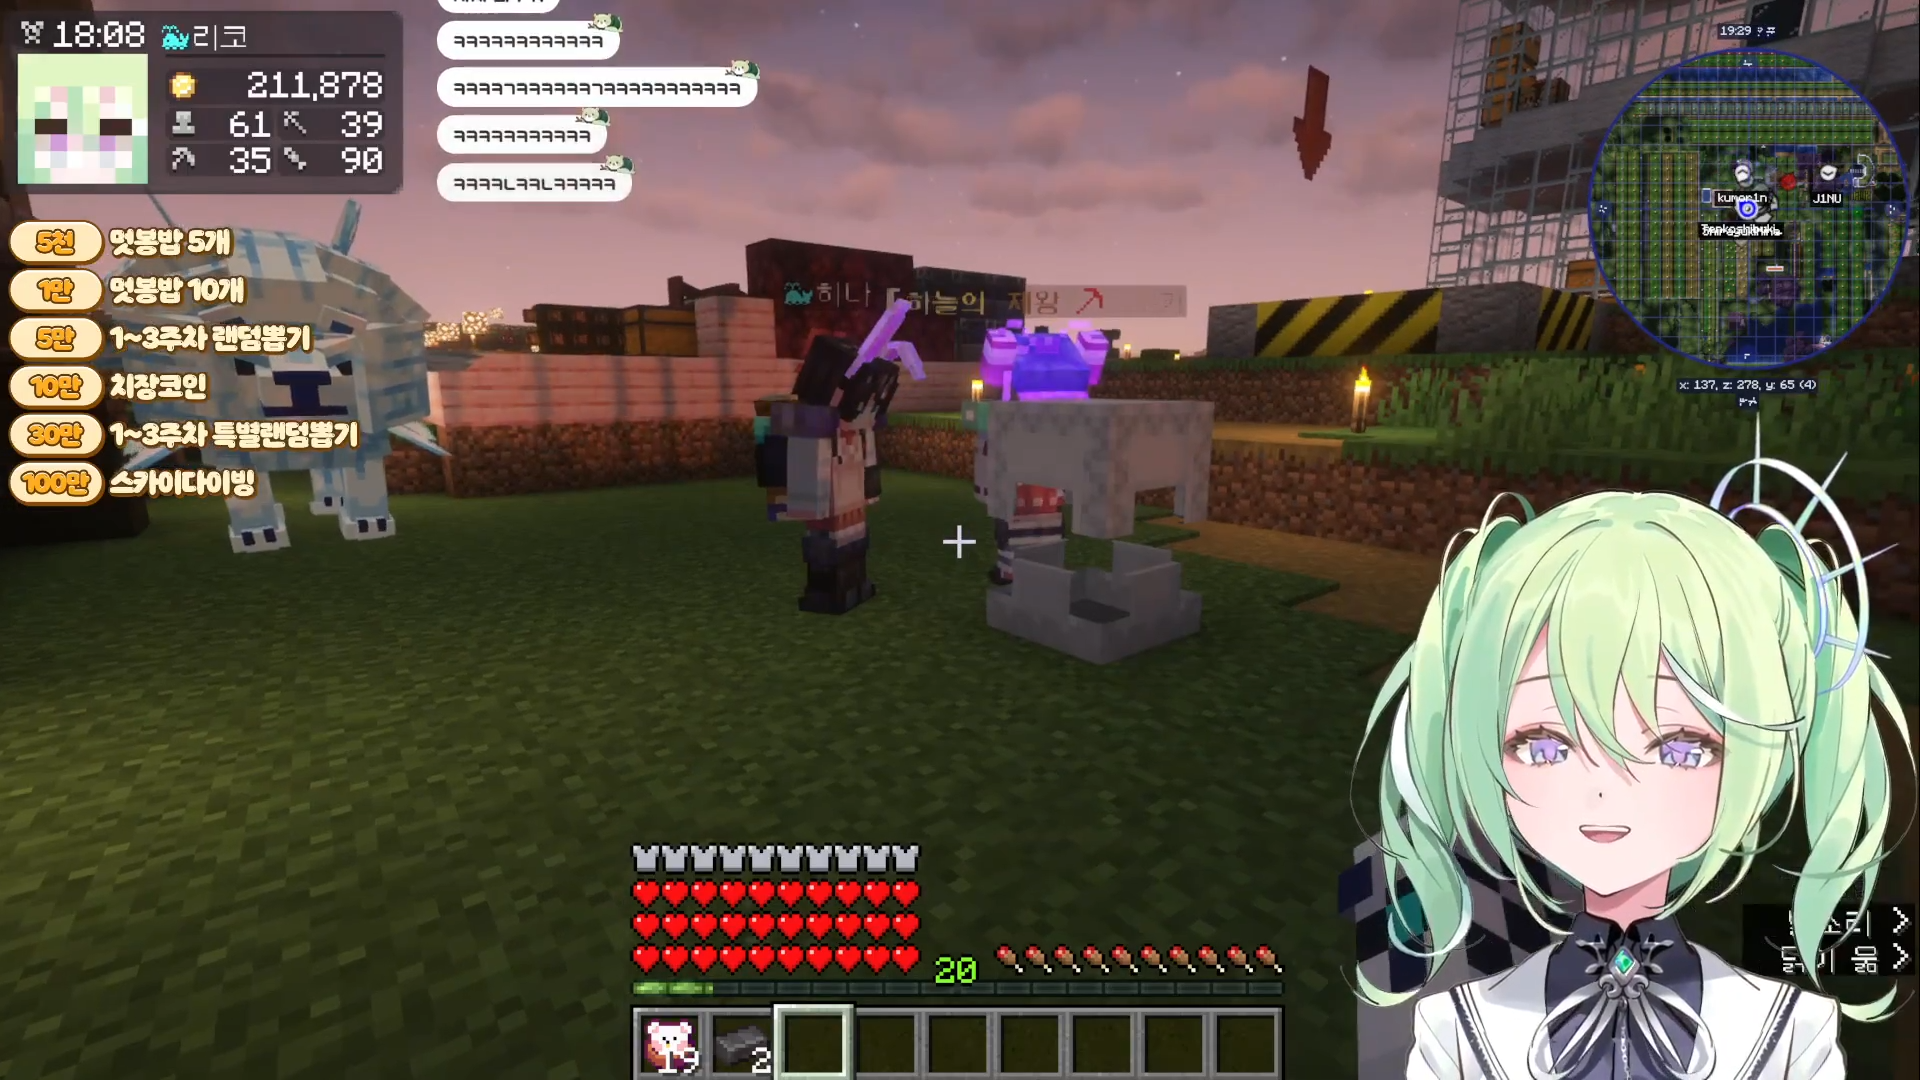 18:08 리코
211,878
61 39
35 90
ㅋㅋㅋㅋㅋㅋㅋㅋㅋㅋㅋㅋ
ㅋㅋㅋㅋㄱㅋㅋㅋㅋㅋㅋㄱㅋㅋㅋㅋㅋㅋㅋㅋㅋㅋㅋ
ㅋㅋㅋㅋㅋㅋㅋㅋㅋㅋㅋ
ㅋㅋㅋㅋㄴㅋㅋㄴㅋㅋㅋㅋㅋ
5천 멋봉밥 5개
1만 멋봉밥 10개
5만 1~3주차 랜덤뽑기
10만 치장코인
30만 1~3주차 특별랜덤뽑기
100만 스카이다이빙
히나
하늘의 제왕
19:29
kumorin
J1NU
x: 137, z: 278, y: 65 (4)
20
19
2